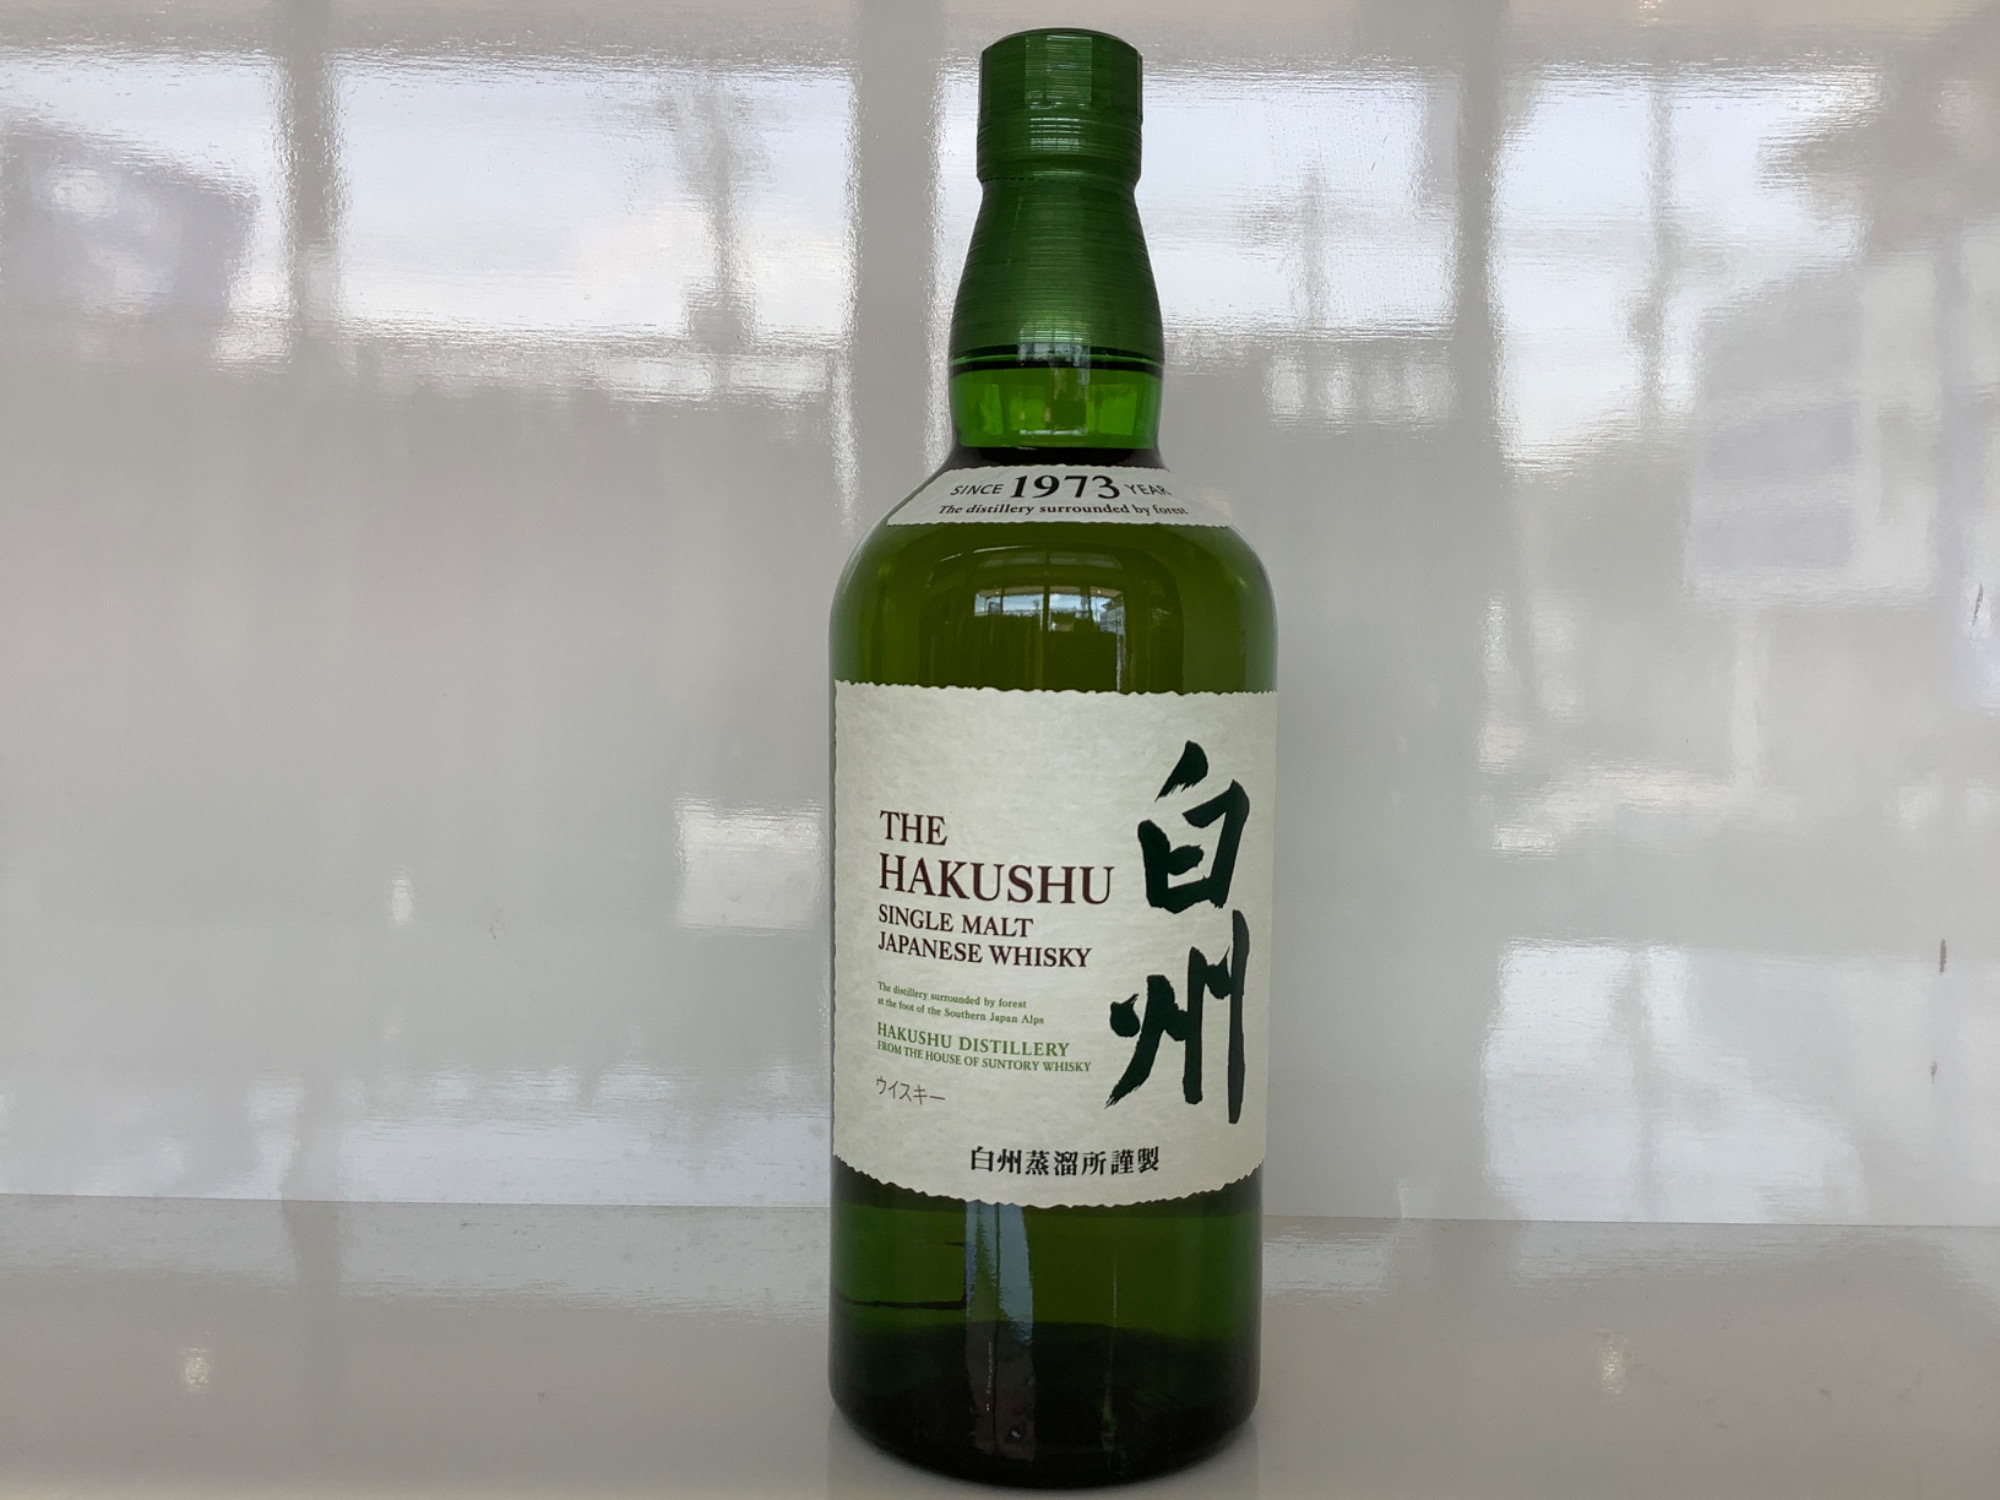 SINCE 1973 YEAR
The distillery surrounded by forest
白州
THE
HAKUSHU
SINGLE MALT
JAPANESE WHISKY
The distillery surrounded by forest
at the foot of the Southern Japan Alps
HAKUSHU DISTILLERY
FROM THE HOUSE OF SUNTORY WHISKY
ウイスキー
白州蒸溜所謹製